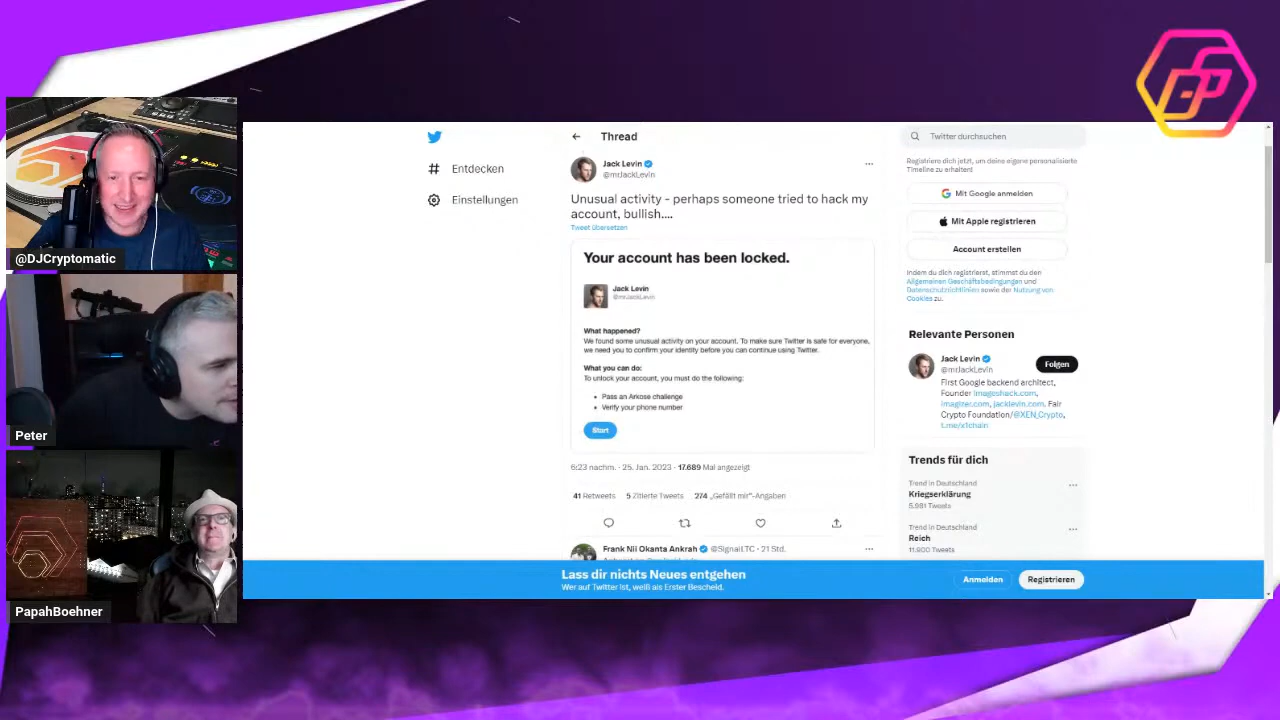 @DJCryptomatic
Peter
PapahBoehner
Entdecken
Einstellungen
Thread
Jack Levin
@mrJackLevin
Unusual activity - perhaps someone tried to hack my
account, bullish....
Tweet übersetzen
Your account has been locked.
Jack Levin
@mrJackLevin
What happened?
We found some unusual activity on your account. To make sure Twitter is safe for everyone,
we need you to confirm your identity before you can continue using Twitter.
What you can do:
To unlock your account, you must do the following:
• Pass an Arkose challenge
• Verify your phone number
Start
6:23 nachm. · 25. Jan. 2023 · 17.689 Mal angezeigt
41 Retweets 5 Zitierte Tweets 274 „Gefällt mir“-Angaben
Frank Nii Okanta Ankrah @SignalLTC · 21 Std.
Twitter durchsuchen
Registriere dich jetzt, um deine eigene personalisierte
Timeline zu erhalten!
Mit Google anmelden
Mit Apple registrieren
Account erstellen
Indem du dich registrierst, stimmst du den
Allgemeinen Geschäftsbedingungen und
Datenschutzrichtlinien sowie der Nutzung von
Cookies zu.
Relevante Personen
Jack Levin
@mrJackLevin
Folgen
First Google backend architect,
Founder imageshack.com,
imagizer.com, jacklevin.com. Fair
Crypto Foundation/@XEN_Crypto,
t.me/x1chain
Trends für dich
Trend in Deutschland
Kriegserklärung
5.991 Tweets
Trend in Deutschland
Reich
11.900 Tweets
Lass dir nichts Neues entgehen
Wer auf Twitter ist, weiß als Erster Bescheid.
Anmelden
Registrieren